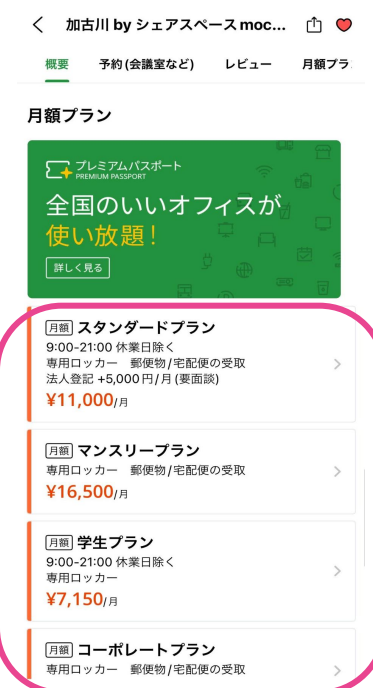 加古川 by シェアスペース moc...
概要 予約(会議室など) レビュー 月額プラ
月額プラン
プレミアムパスポート
PREMIUM PASSPORT
全国のいいオフィスが
使い放題！
詳しく見る
月額 スタンダードプラン
9:00-21:00 休業日除く
専用ロッカー 郵便物/宅配便の受取
法人登記 +5,000円/月(要面談)
¥11,000/月
月額 マンスリープラン
専用ロッカー 郵便物/宅配便の受取
¥16,500/月
月額 学生プラン
9:00-21:00 休業日除く
専用ロッカー
¥7,150/月
月額 コーポレートプラン
専用ロッカー 郵便物/宅配便の受取